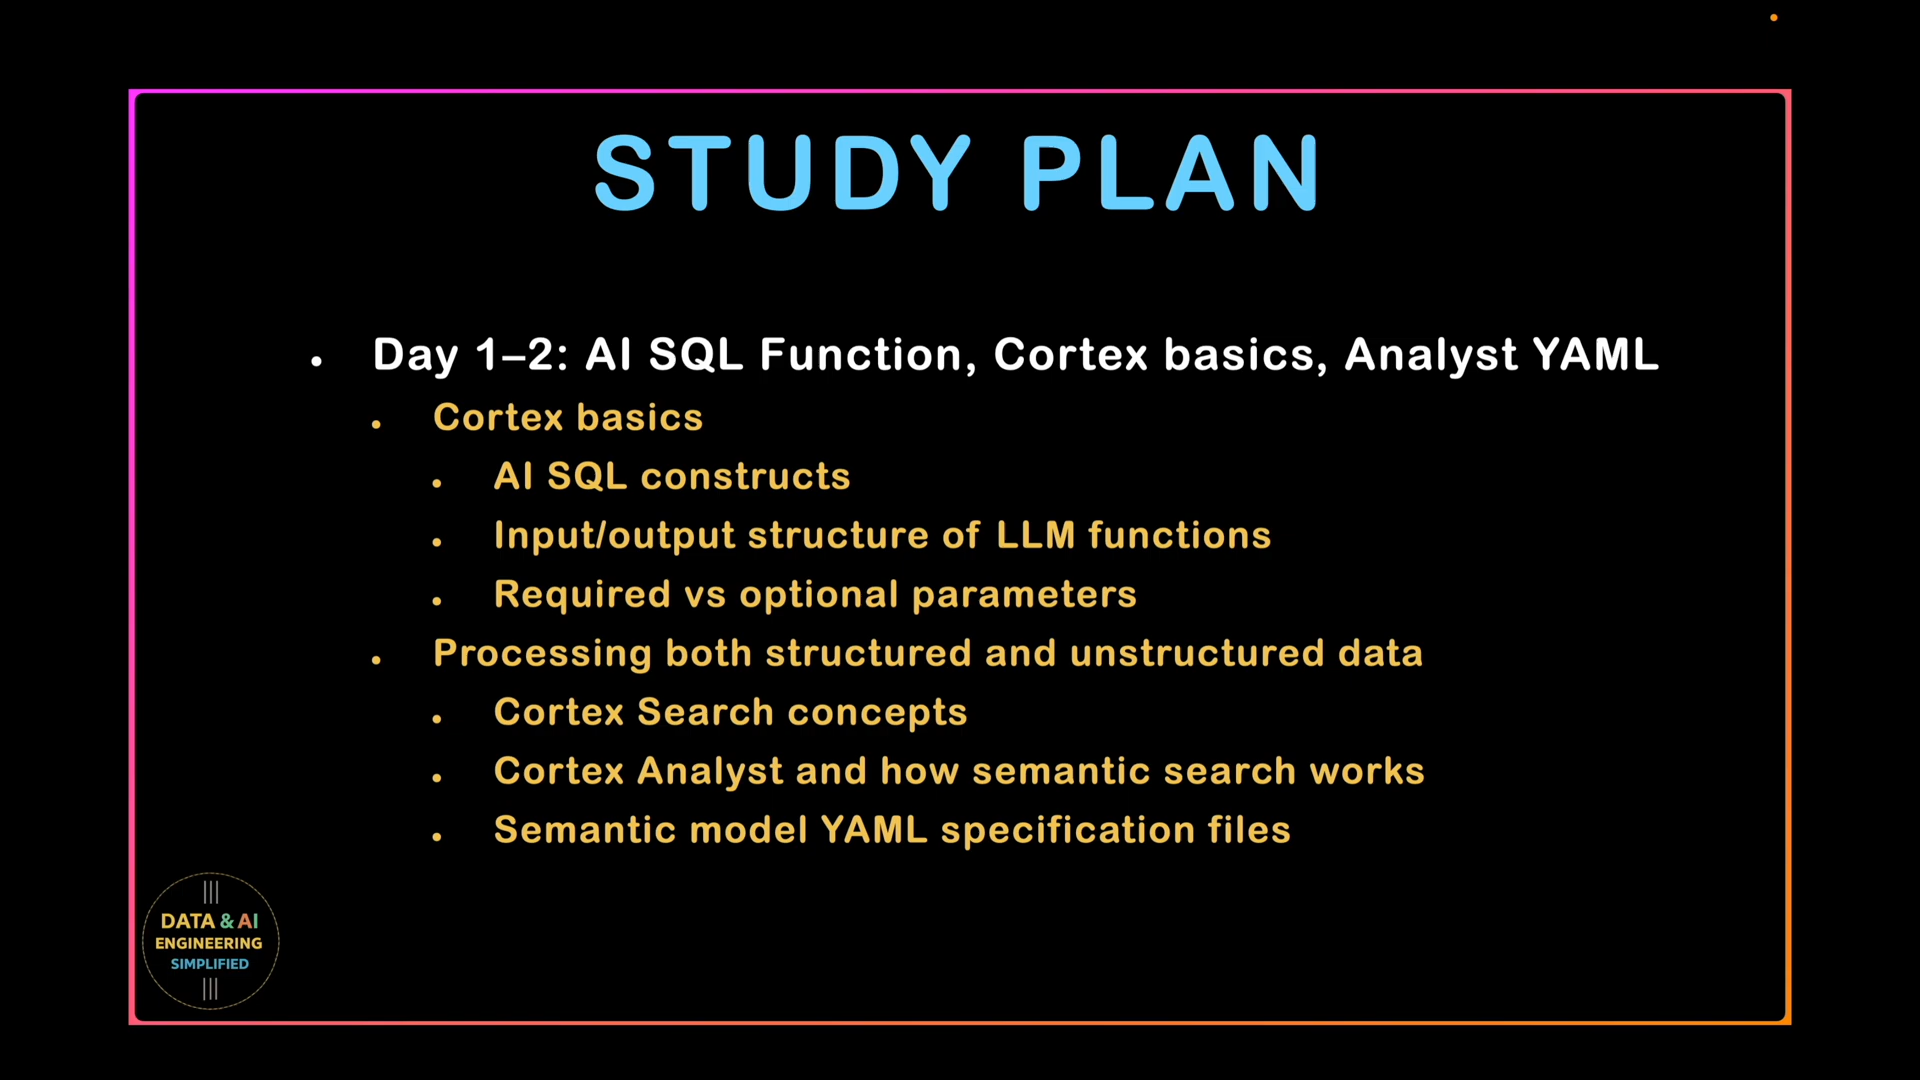 STUDY PLAN
• Day 1–2: AI SQL Function, Cortex basics, Analyst YAML
• Cortex basics
• AI SQL constructs
• Input/output structure of LLM functions
• Required vs optional parameters
• Processing both structured and unstructured data
• Cortex Search concepts
• Cortex Analyst and how semantic search works
• Semantic model YAML specification files
DATA & AI
ENGINEERING
SIMPLIFIED